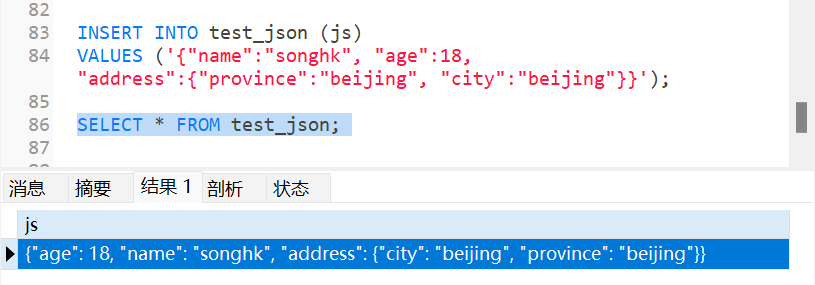 82
83 INSERT INTO test_json (js)
84 VALUES ('{"name":"songhk", "age":18,
"address":{"province":"beijing", "city":"beijing"}}');
85
86 SELECT * FROM test_json;
87
消息 摘要 结果 1 剖析 状态
js
{"age": 18, "name": "songhk", "address": {"city": "beijing", "province": "beijing"}}